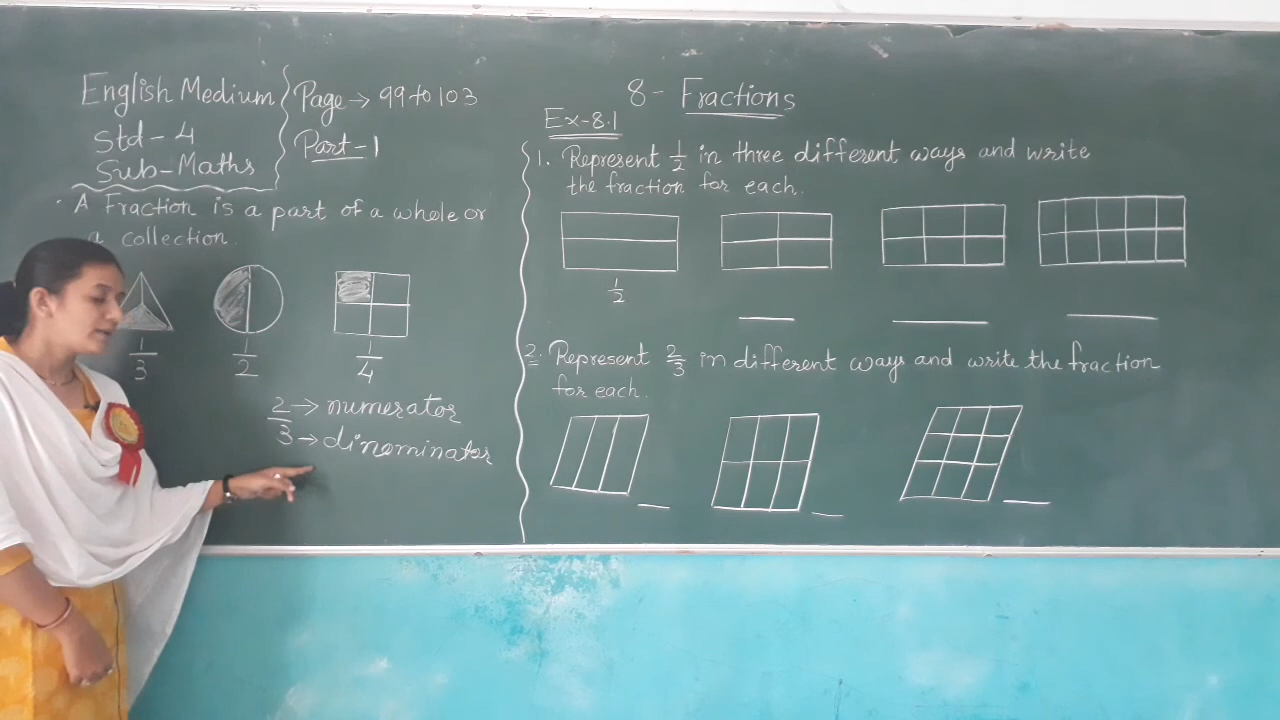 English Medium
Std-4
Sub-Maths
Page→99 to 103
Part-1
· A Fraction is a part of a whole or
a collection.
1/3
1/2
1/4
2 → numerator
3 → dinominator
8- Fractions
Ex-8.1
1. Represent 1/2 in three different ways and write
the fraction for each.
1/2
2. Represent 2/3 in different ways and write the fraction
for each.